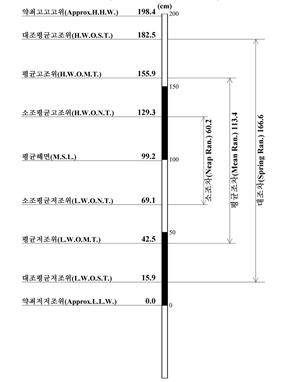 (cm)
약최고고조위(Approx.H.H.W.) 198.4
200
대조평균고조위(H.W.O.S.T.) 182.5
평균고조위(H.W.O.M.T.) 155.9
150
소조평균고조위(H.W.O.N.T.) 129.3
평균해면(M.S.L.) 99.2
100
소조평균저조위(L.W.O.N.T.) 69.1
평균저조위(L.W.O.M.T.) 42.5
50
대조평균저조위(L.W.O.S.T.) 15.9
약최저저조위(Approx.L.L.W.) 0.0
0
소조차(Neap Ran.) 60.2
평균조차(Mean Ran.) 113.4
대조차(Spring Ran.) 166.6